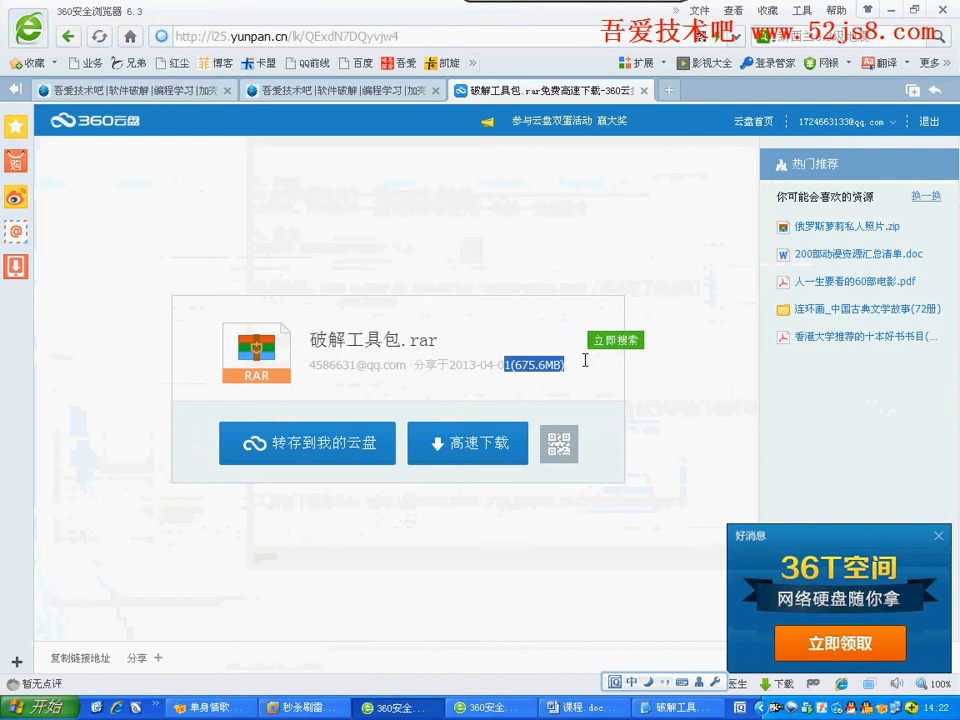 360安全浏览器 6.3
文件 查看 收藏 工具 帮助
吾爱技术吧 www.52js8.com
http://l25.yunpan.cn/lk/QExdN7DQyvjw4
收藏 业务 兄弟 红尘 博客 卡盟 QQ前线 百度 吾爱 凯旋 »
扩展 影视大全 登录管家 网银 翻译 更多 »
吾爱技术吧|软件破解|编程学习|加壳
吾爱技术吧|软件破解|编程学习|加壳
破解工具包.rar免费高速下载-360云
360云盘
参与云盘双蛋活动 赢大奖
云盘首页
1724663133@qq.com
退出
热门推荐
你可能会喜欢的资源
换一换
俄罗斯萝莉私人照片.zip
200部动漫资源汇总清单.doc
人一生要看的60部电影.pdf
连环画_中国古典文学故事(72册)
香港大学推荐的十本好书书目(...
RAR
破解工具包.rar
立即搜索
4586631@qq.com 分享于2013-04-01(675.6MB)
转存到我的云盘
高速下载
好消息
36T空间
网络硬盘随你拿
立即领取
复制链接地址 分享
暂无点评
中
医生
下载
100%
开始
单身情歌...
秒杀刷雷...
360安全...
360安全...
课程.doc...
破解工具...
14:22